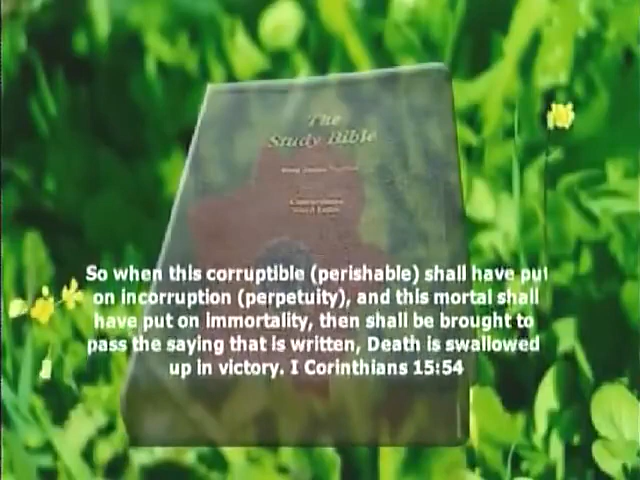 The
Study Bible
So when this corruptible (perishable) shall have put
on incorruption (perpetuity), and this mortal shall
have put on immortality, then shall be brought to
pass the saying that is written, Death is swallowed
up in victory. I Corinthians 15:54